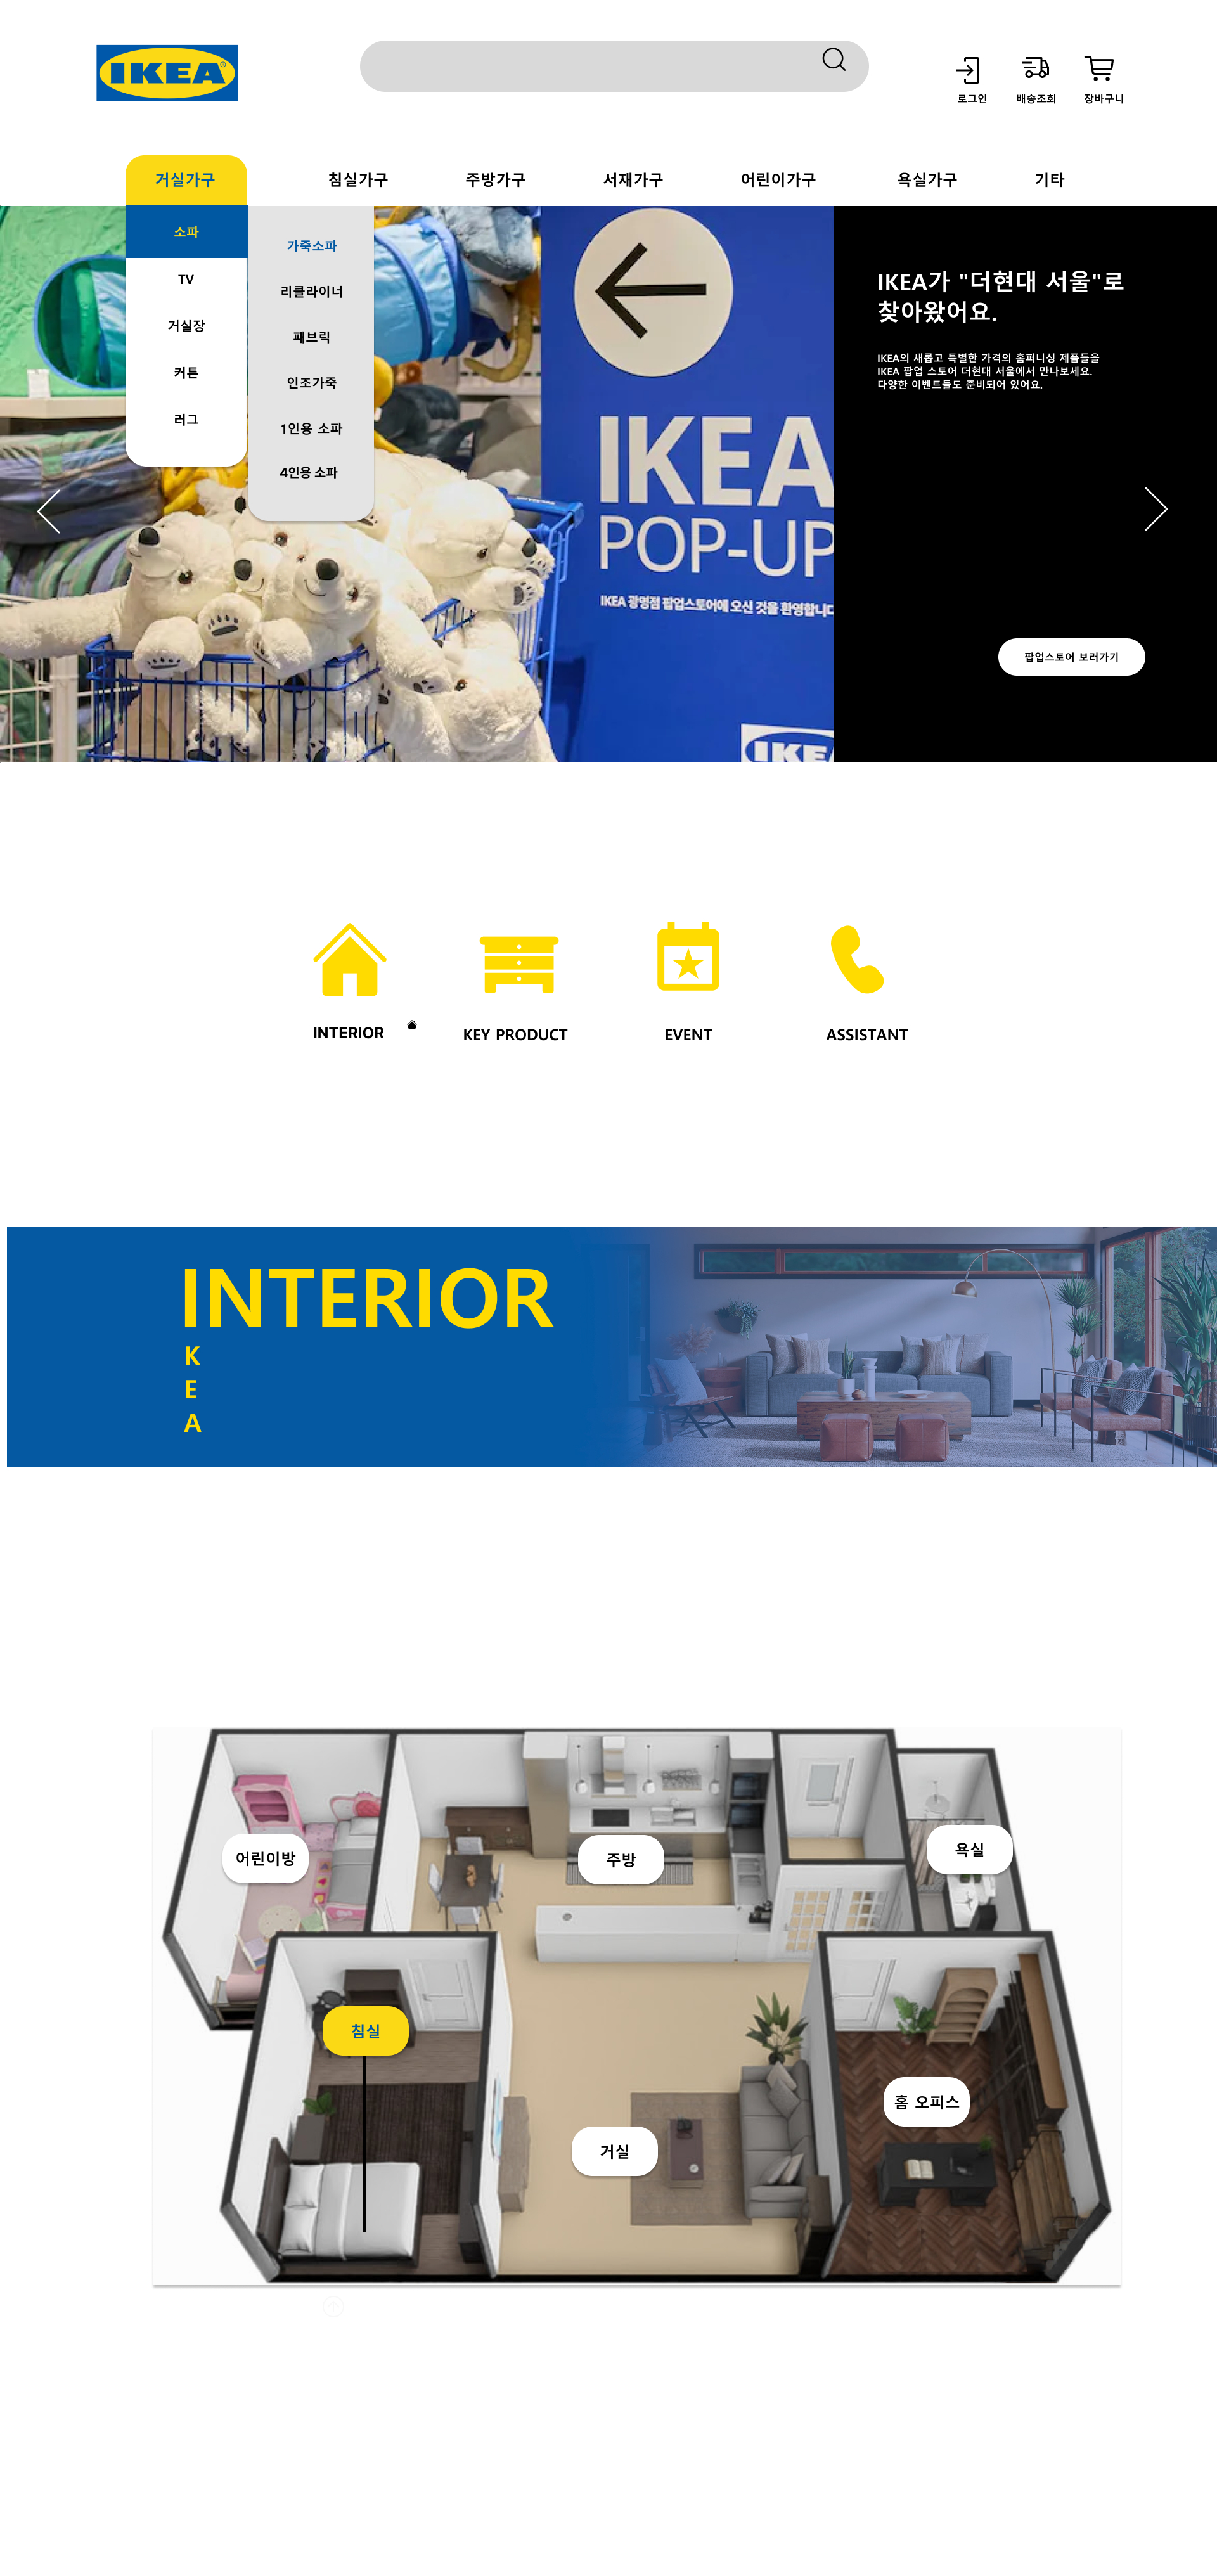 IKEA
로그인
배송조회
장바구니
거실가구
침실가구
주방가구
서재가구
어린이가구
욕실가구
기타
소파
TV
거실장
커튼
러그
가죽소파
리클라이너
패브릭
인조가죽
1인용 소파
4인용 소파
IKEA
POP-UP
IKEA 광명점 팝업스토어에 오신 것을 환영합니다
IKEA
IKEA가 "더현대 서울"로
찾아왔어요.
IKEA의 새롭고 특별한 가격의 홈퍼니싱 제품들을
IKEA 팝업 스토어 더현대 서울에서 만나보세요.
다양한 이벤트들도 준비되어 있어요.
팝업스토어 보러가기
INTERIOR
KEY PRODUCT
EVENT
ASSISTANT
INTERIOR
K
E
A
어린이방
주방
욕실
침실
홈 오피스
거실